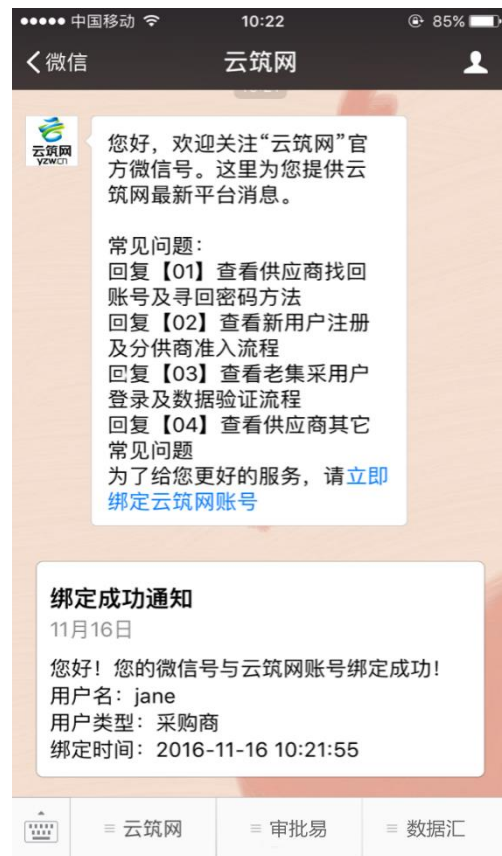 中国移动 10:22 85%
微信 云筑网
云筑网
yzw.cn
您好，欢迎关注“云筑网”官
方微信号。这里为您提供云
筑网最新平台消息。
常见问题：
回复【01】查看供应商找回
账号及寻回密码方法
回复【02】查看新用户注册
及分供商准入流程
回复【03】查看老集采用户
登录及数据验证流程
回复【04】查看供应商其它
常见问题
为了给您更好的服务，请立即
绑定云筑网账号
绑定成功通知
11月16日
您好！您的微信号与云筑网账号绑定成功！
用户名：jane
用户类型：采购商
绑定时间：2016-11-16 10:21:55
云筑网 审批易 数据汇